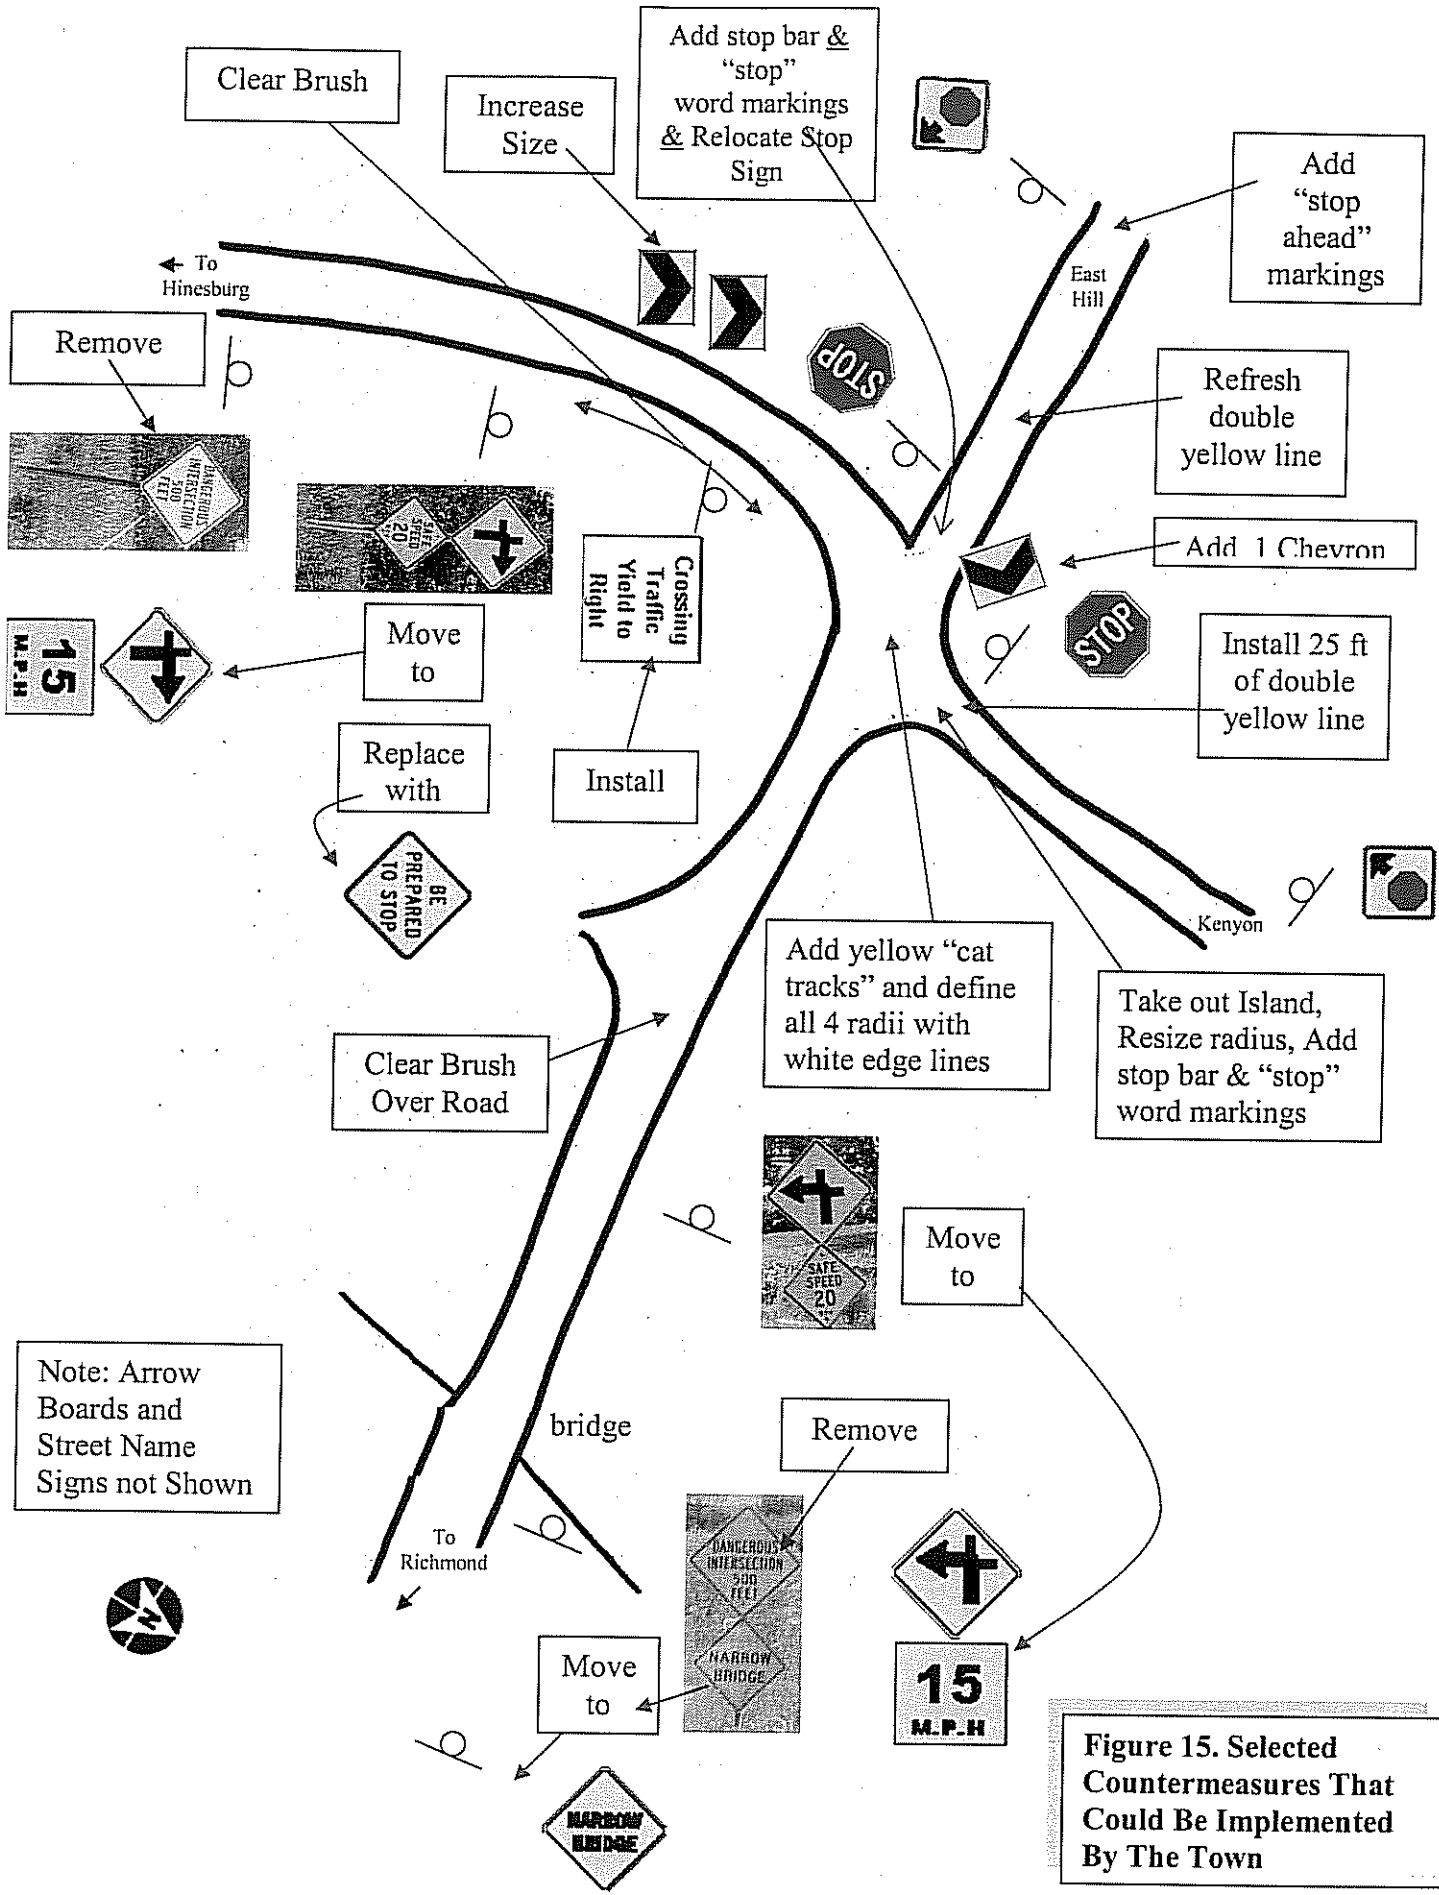 Add stop bar &
“stop”
word markings
& Relocate Stop
Sign
Clear Brush
Increase
Size
Add
“stop
ahead”
markings
← To
Hinesburg
East
Hill
Remove
STOP
Refresh
double
yellow line
DANGEROUS
INTERSECTION
500
FEET
SAFE
SPEED
20
Crossing
Traffic
Yield to
Right
Add 1 Chevron
STOP
15
M.P.H
Move
to
Install 25 ft
of double
yellow line
Replace
with
Install
BE
PREPARED
TO STOP
Kenyon
Add yellow “cat
tracks” and define
all 4 radii with
white edge lines
Take out Island,
Resize radius, Add
stop bar & “stop”
word markings
Clear Brush
Over Road
SAFE
SPEED
20
Move
to
Note: Arrow
Boards and
Street Name
Signs not Shown
bridge
Remove
To
Richmond
DANGEROUS
INTERSECTION
500
FEET
NARROW
BRIDGE
N
Move
to
15
M.P.H
NARROW
BRIDGE
Figure 15. Selected
Countermeasures That
Could Be Implemented
By The Town